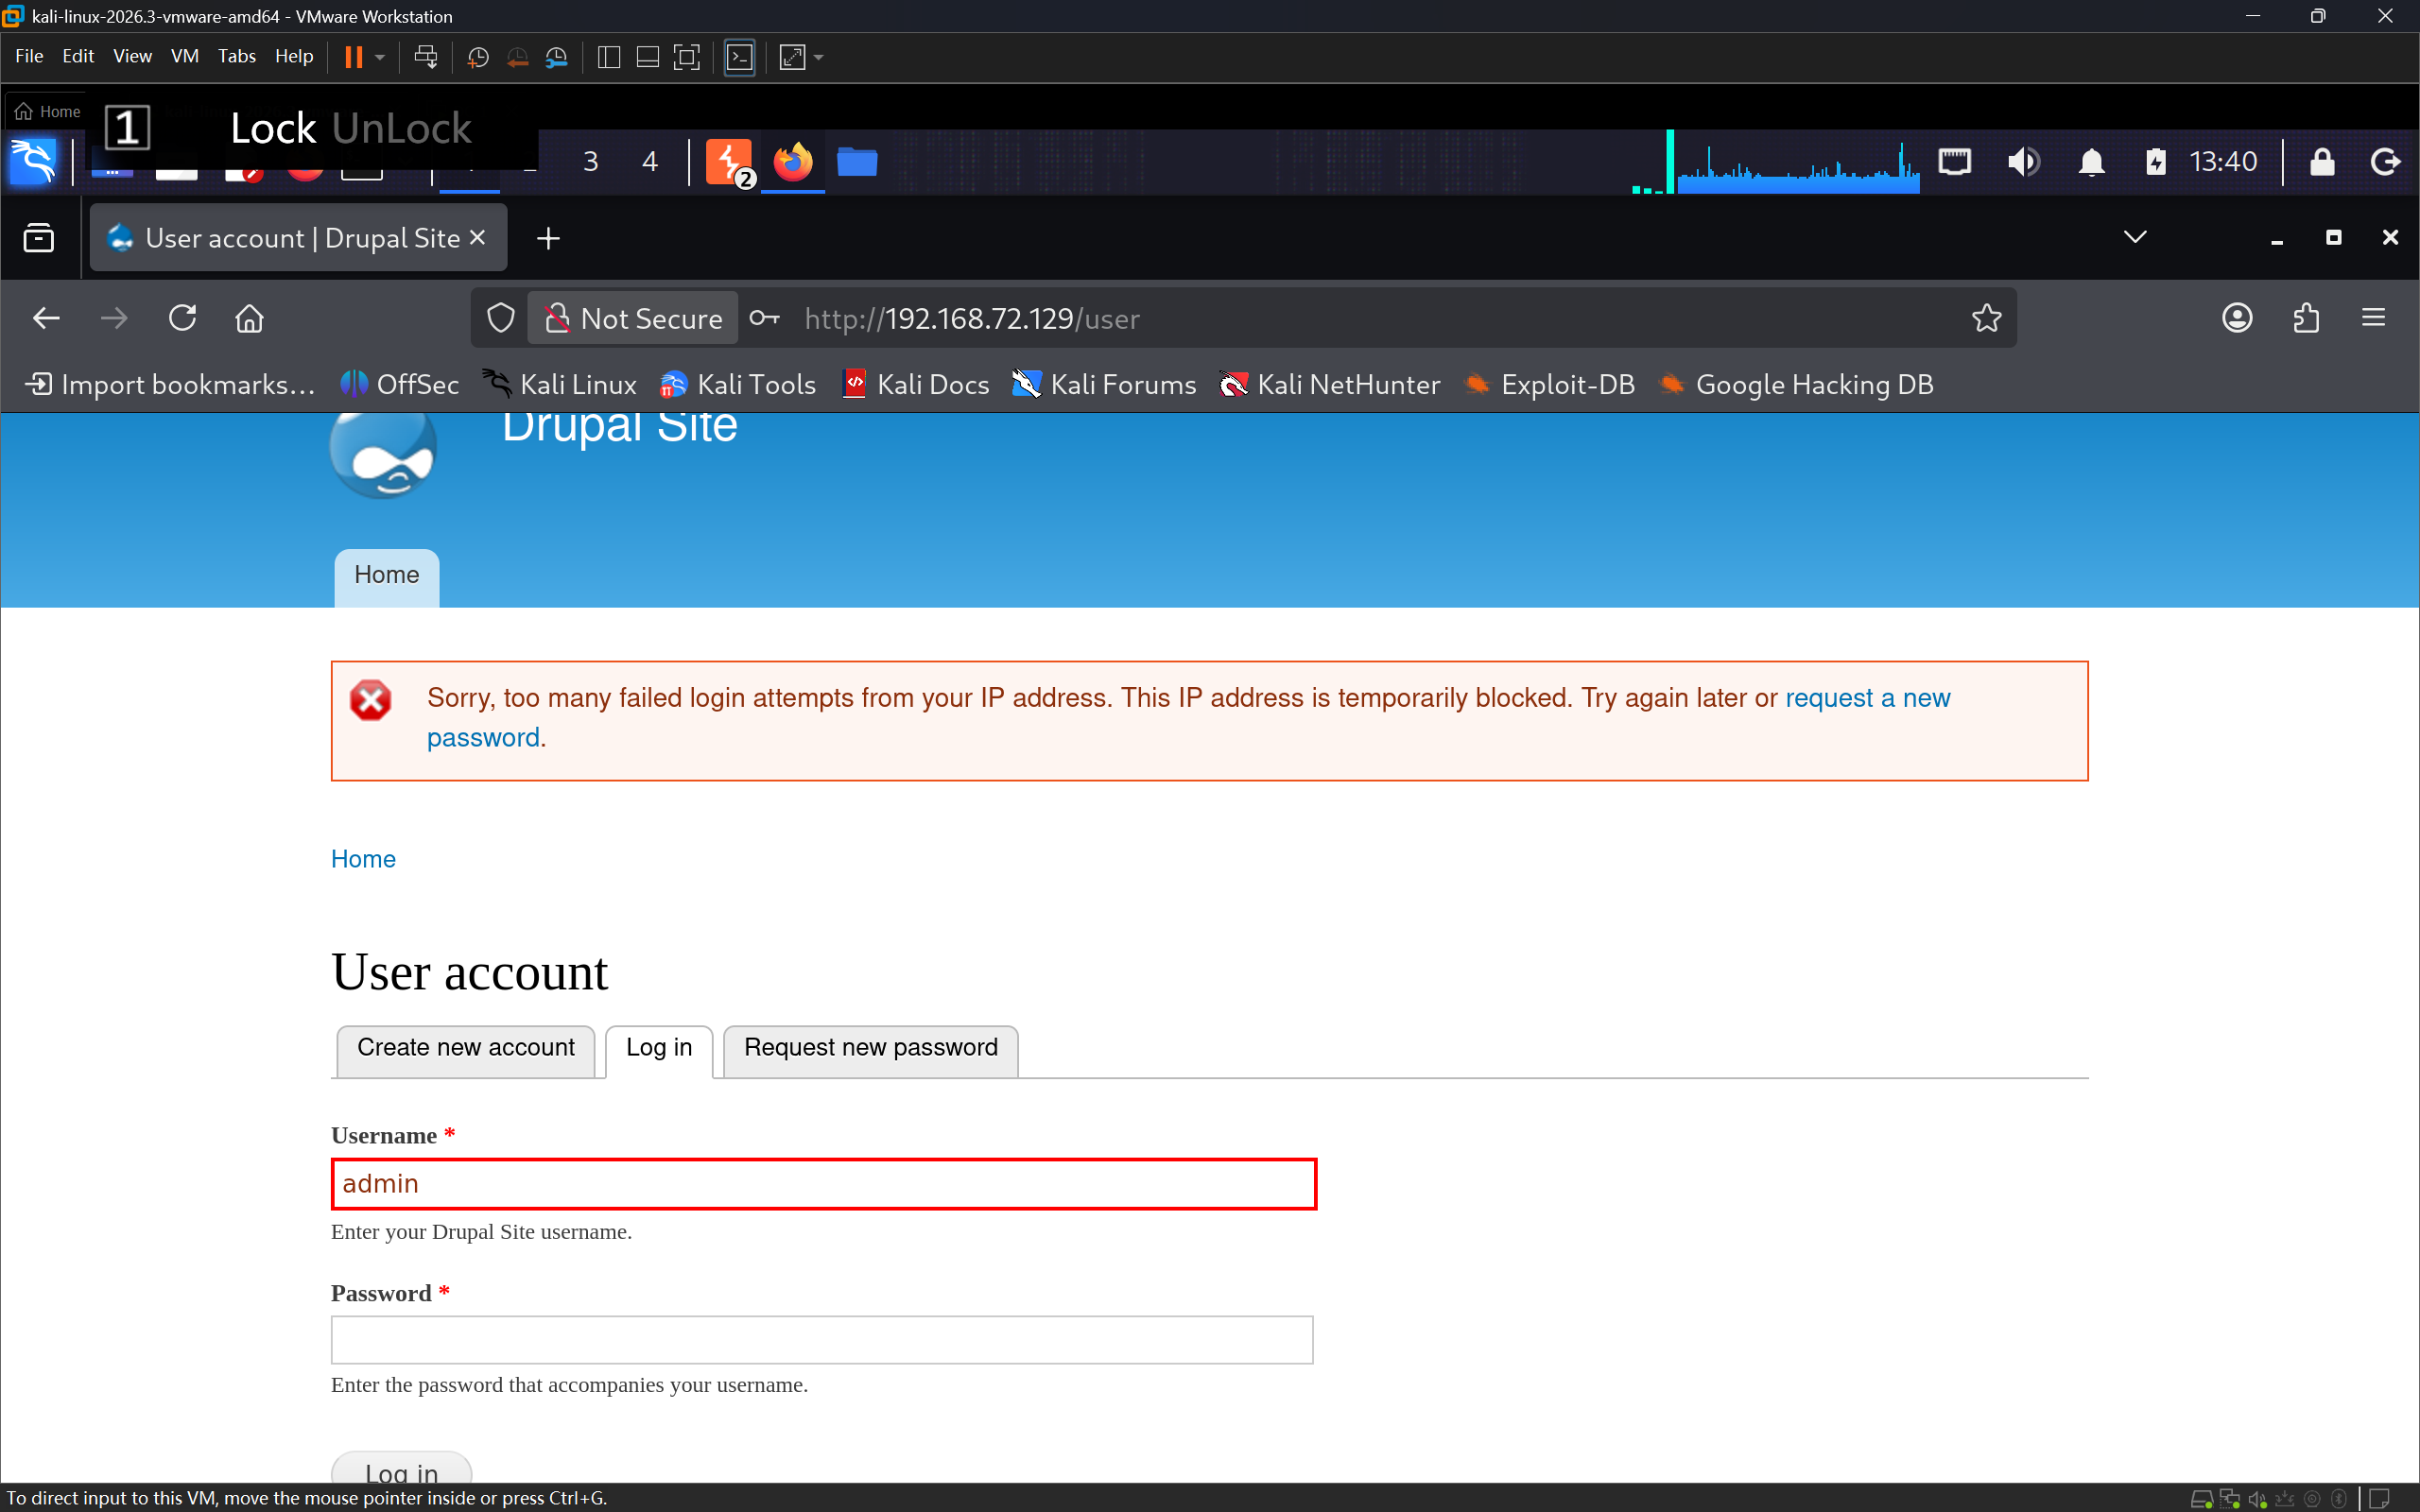 kali-linux-2026.3-vmware-amd64 - VMware Workstation
File Edit View VM Tabs Help
Home
1 Lock UnLock
3 4 2 13:40
User account | Drupal Site
Not Secure http://192.168.72.129/user
Import bookmarks... OffSec Kali Linux Kali Tools Kali Docs Kali Forums Kali NetHunter Exploit-DB Google Hacking DB
Drupal Site
Home
Sorry, too many failed login attempts from your IP address. This IP address is temporarily blocked. Try again later or request a new
password.
Home
User account
Create new account Log in Request new password
Username *
admin
Enter your Drupal Site username.
Password *
Enter the password that accompanies your username.
Log in
To direct input to this VM, move the mouse pointer inside or press Ctrl+G.